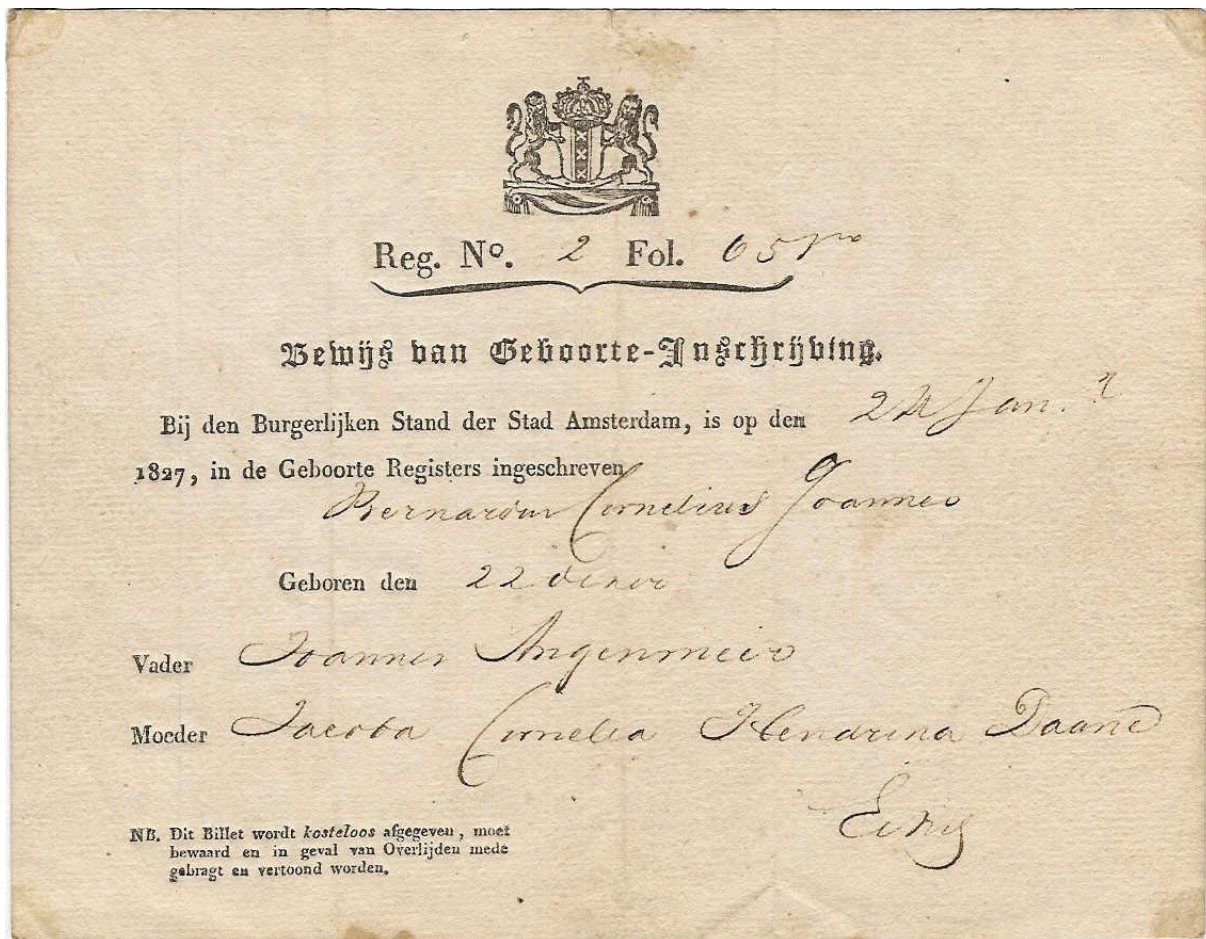 Reg. No. 2 Fol. 65 ro
Bewijs van Geboorte-Inschrijving.
Bij den Burgerlijken Stand der Stad Amsterdam, is op den 24 Jan.
1827, in de Geboorte Registers ingeschreven
Bernardus Cornelius Joannes
Geboren den 22 dezer
Vader Joannes Angenmeer
Moeder Jacoba Cornelia Hendrina Daane
NB. Dit Billet wordt kosteloos afgegeven, moet
bewaard en in geval van Overlijden mede
gebragt en vertoond worden.